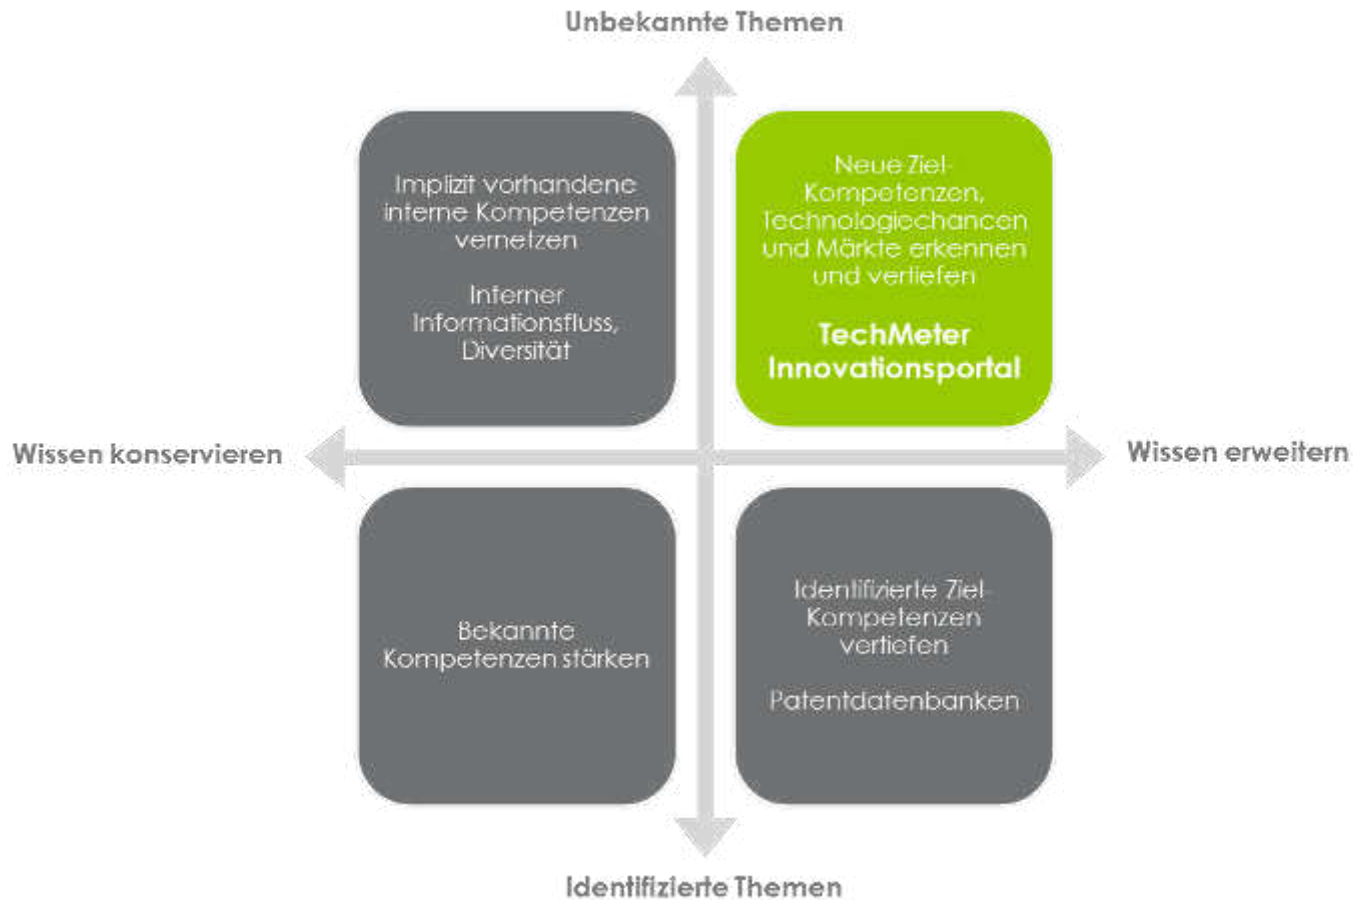 Unbekannte Themen
Implizit vorhandene
interne Kompetenzen
vernetzen
Interner
Informationsfluss,
Diversität
Neue Ziel-
Kompetenzen,
Technologiechancen
und Märkte erkennen
und vertiefen
TechMeter
Innovationsportal
Wissen konservieren
Wissen erweitern
Bekannte
Kompetenzen stärken
Identifizierte Ziel-
Kompetenzen
vertiefen
Patentdatenbanken
Identifizierte Themen